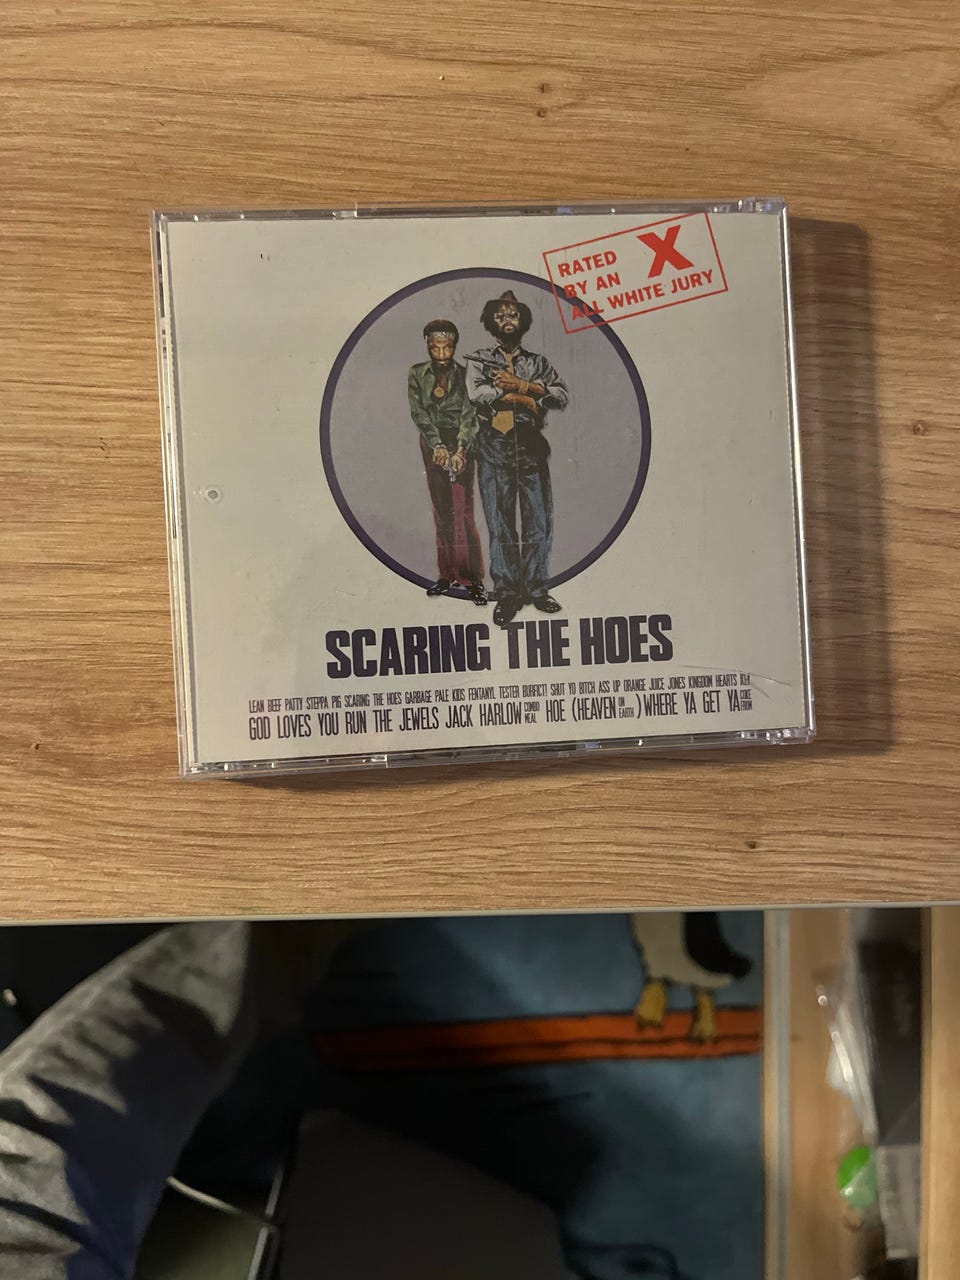 RATED X
BY AN
ALL WHITE JURY
SCARING THE HOES
LEAN BEEF PATTY STEPPA PIG SCARING THE HOES GARBAGE PALE KIDS FENTANYL TESTER BURFICT! SHUT YO BITCH ASS UP ORANGE JUICE JONES KINGDOM HEARTS KEY
GOD LOVES YOU RUN THE JEWELS JACK HARLOW COMBO MEAL HOE (HEAVEN ON EARTH) WHERE YA GET YA COKE FROM